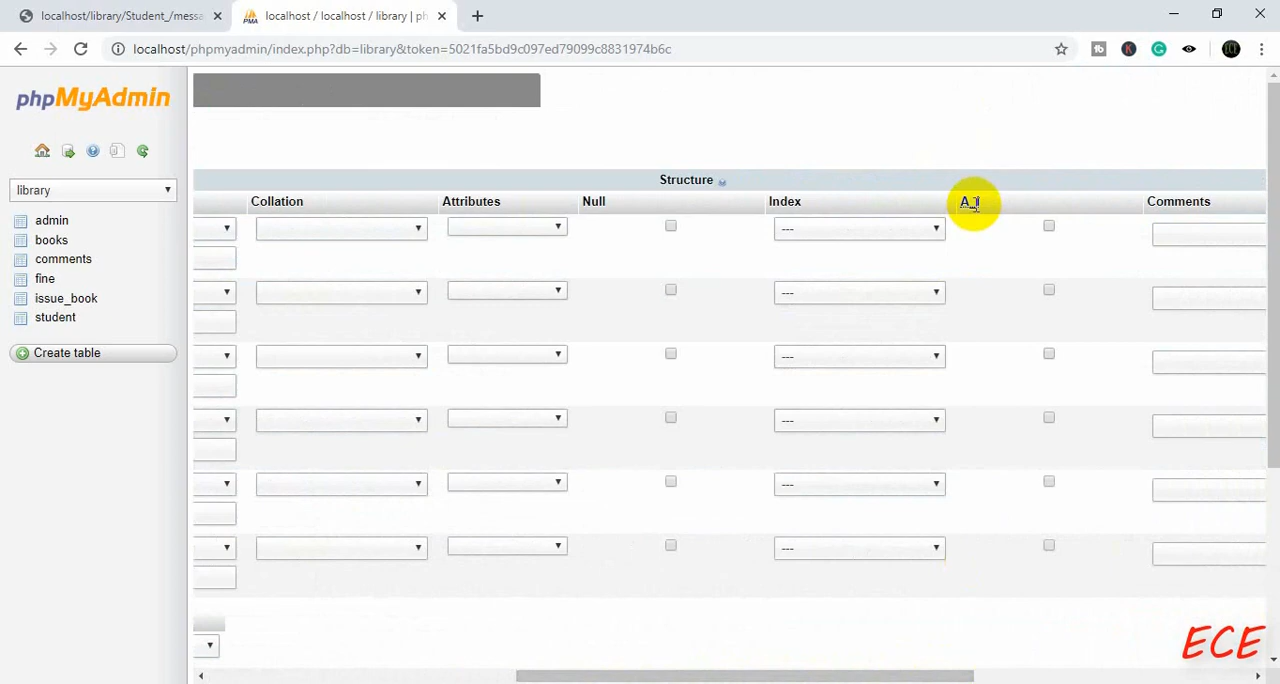 localhost/library/Student_/messa
localhost / localhost / library | ph
localhost/phpmyadmin/index.php?db=library&token=5021fa5bd9c097ed79099c8831974b6c
phpMyAdmin
library
admin
books
comments
fine
issue_book
student
Create table
Structure
Collation Attributes Null Index A_I Comments
---
---
---
---
---
---
ECE